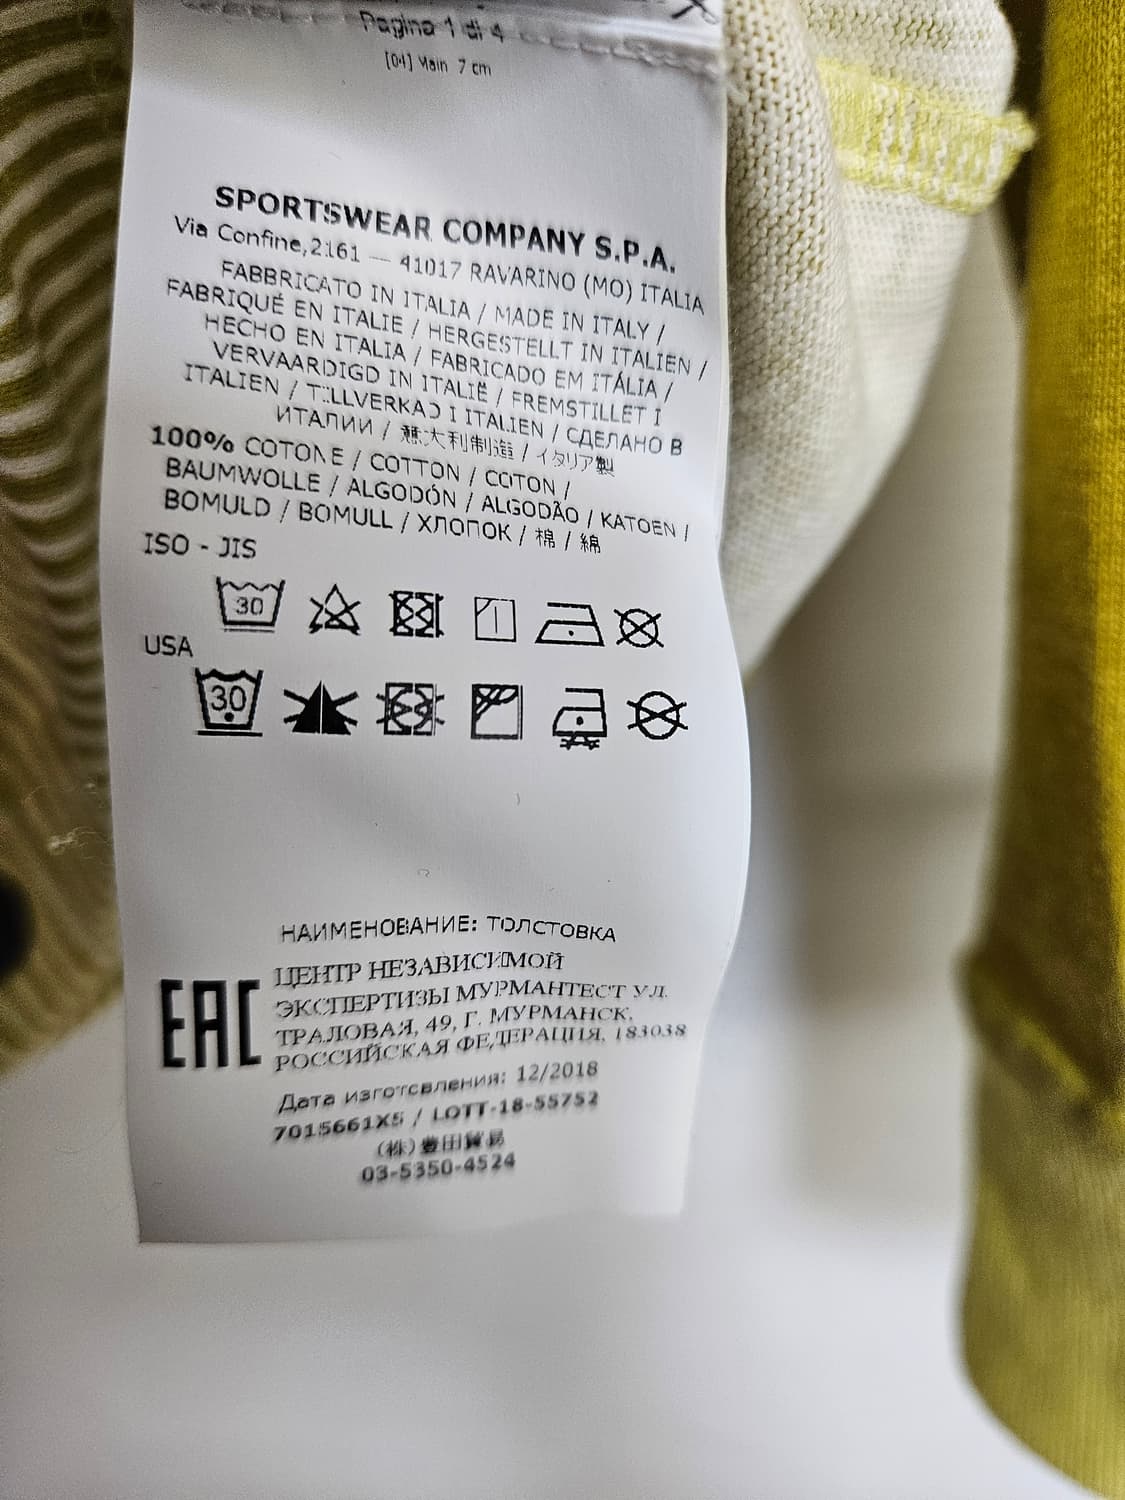 Pagina 1 di 4
[04] Main 7 cm
SPORTSWEAR COMPANY S.P.A.
Via Confine,2161 — 41017 RAVARINO (MO) ITALIA
FABBRICATO IN ITALIA / MADE IN ITALY /
FABRIQUÉ EN ITALIE / HERGESTELLT IN ITALIEN /
HECHO EN ITALIA / FABRICADO EM ITÁLIA /
VERVAARDIGD IN ITALIË / FREMSTILLET I
ITALIEN / TILLVERKAD I ITALIEN / СДЕЛАНО В
ИТАЛИИ / 意大利制造 / イタリア製
100% COTONE / COTTON / COTON /
BAUMWOLLE / ALGODÓN / ALGODÃO / KATOEN /
BOMULD / BOMULL / ХЛОПОК / 棉 / 綿
ISO - JIS
30
USA
30
НАИМЕНОВАНИЕ: ТОЛСТОВКА
EAC
ЦЕНТР НЕЗАВИСИМОЙ
ЭКСПЕРТИЗЫ МУРМАНТЕСТ УЛ.
ТРАЛОВАЯ, 49, Г. МУРМАНСК,
РОССИЙСКАЯ ФЕДЕРАЦИЯ, 183038
Дата изготовления: 12/2018
7015661X5 / LOTT-18-55752
(株)豊田貿易
03-5350-4524